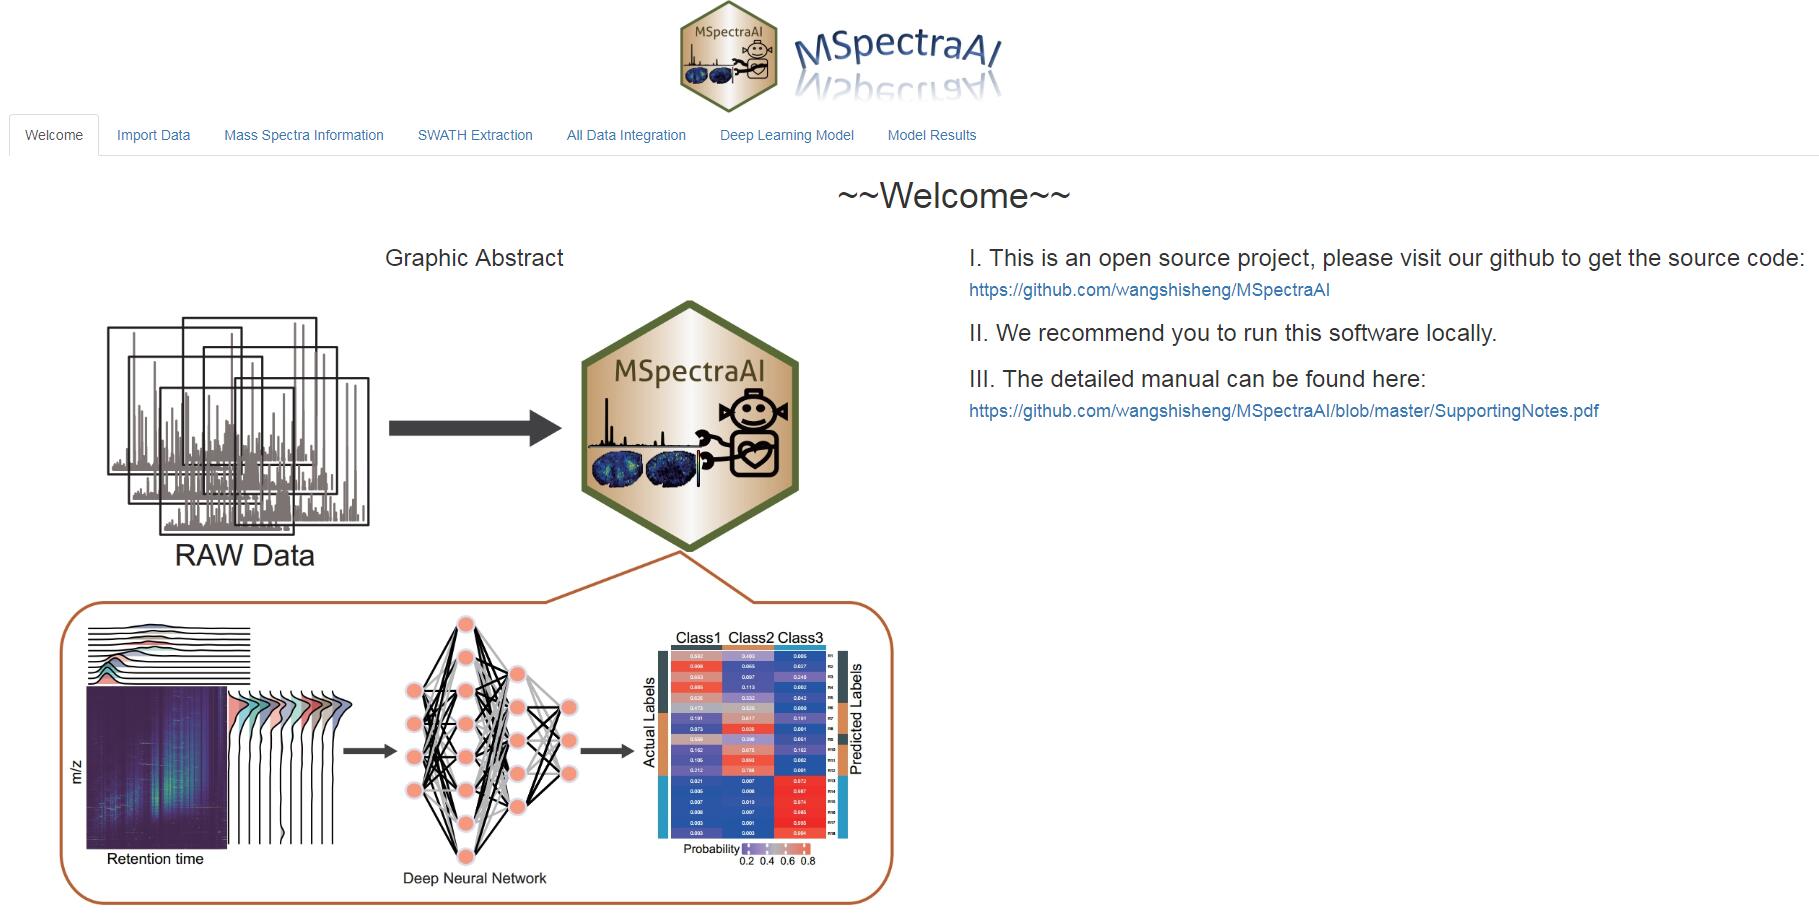 MSpectraAI
MSpectraAI
Welcome
Import Data
Mass Spectra Information
SWATH Extraction
All Data Integration
Deep Learning Model
Model Results
~~Welcome~~
Graphic Abstract
MSpectraAI
RAW Data
m/z
Retention time
Deep Neural Network
Class1 Class2 Class3
Actual Labels
Predicted Labels
Probability
0.2 0.4 0.6 0.8
I. This is an open source project, please visit our github to get the source code:
https://github.com/wangshisheng/MSpectraAI
II. We recommend you to run this software locally.
III. The detailed manual can be found here:
https://github.com/wangshisheng/MSpectraAI/blob/master/SupportingNotes.pdf